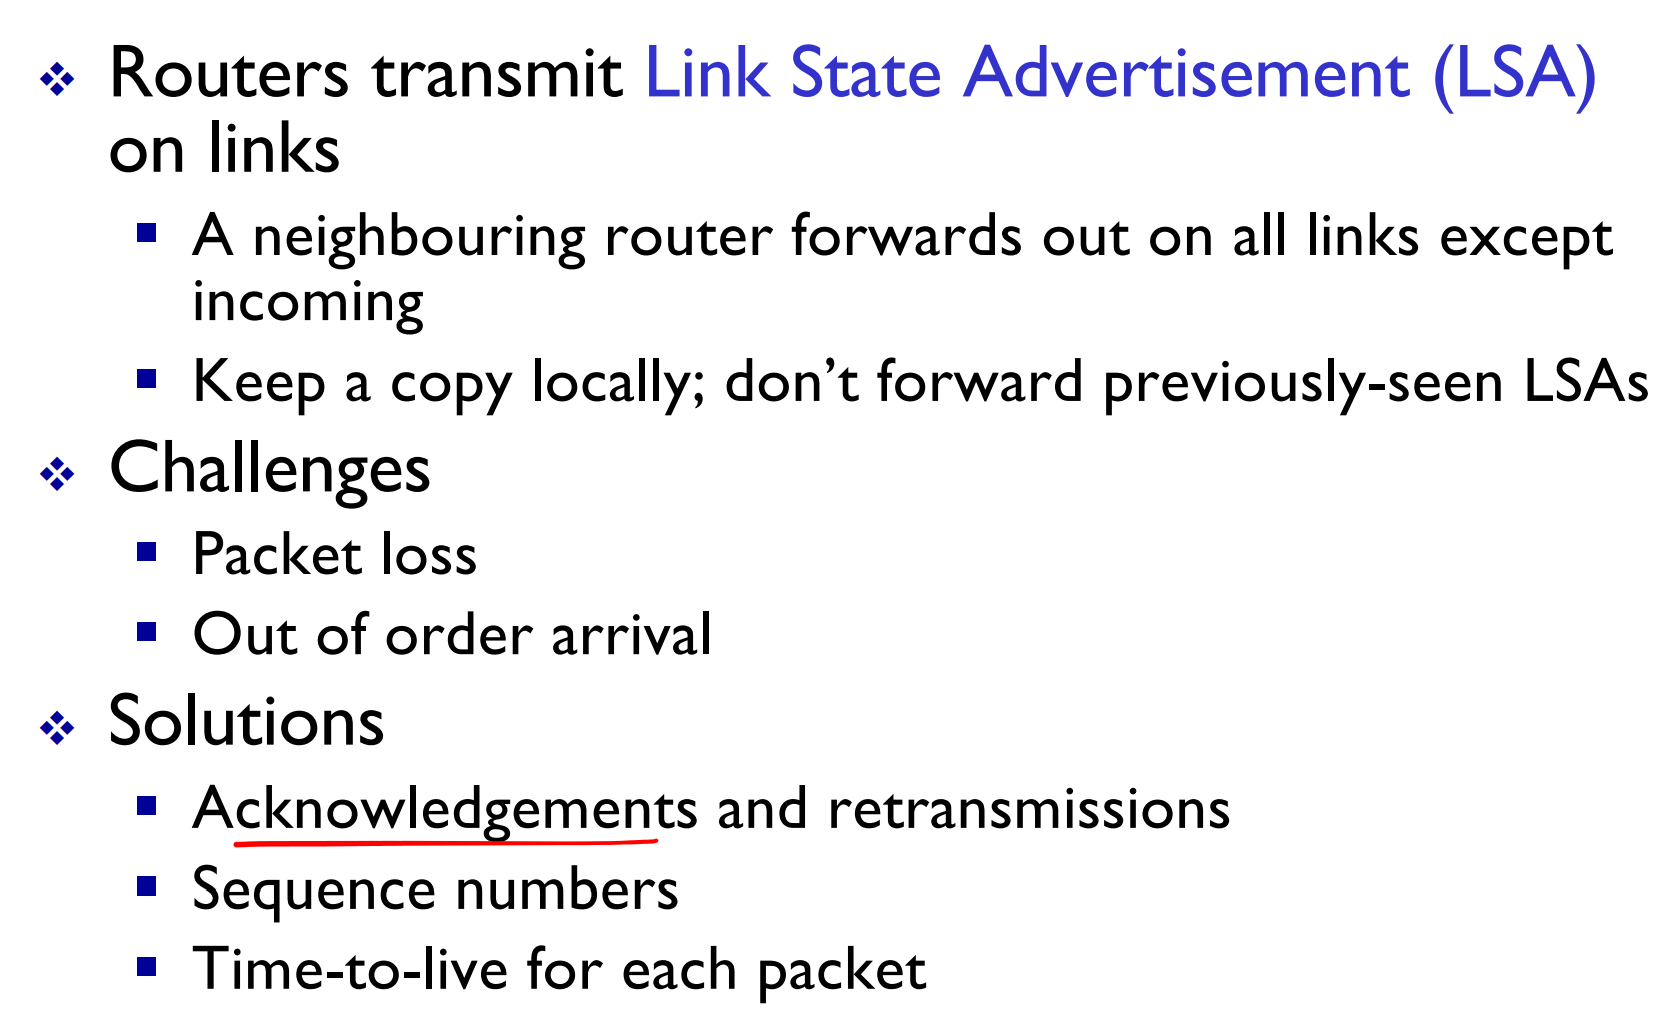 Routers transmit Link State Advertisement (LSA)
on links
A neighbouring router forwards out on all links except
incoming
Keep a copy locally; don’t forward previously-seen LSAs
Challenges
Packet loss
Out of order arrival
Solutions
Acknowledgements and retransmissions
Sequence numbers
Time-to-live for each packet